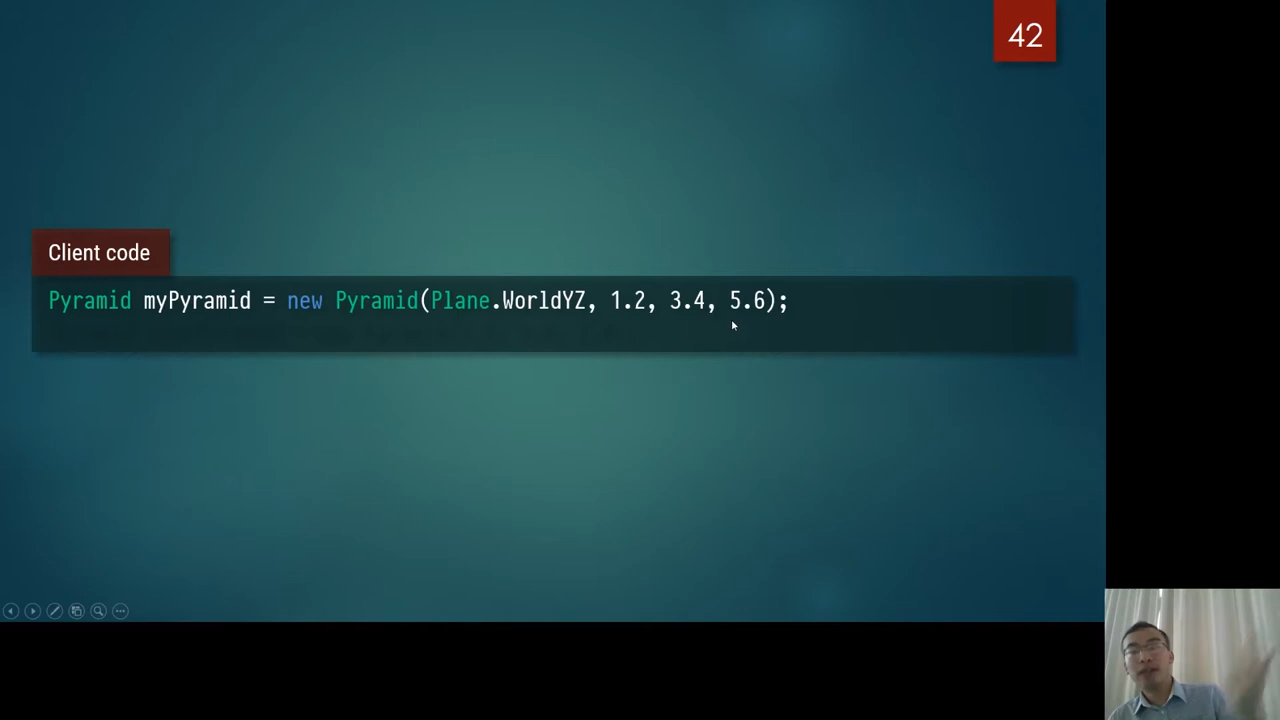 42
Client code
Pyramid myPyramid = new Pyramid(Plane.WorldYZ, 1.2, 3.4, 5.6);